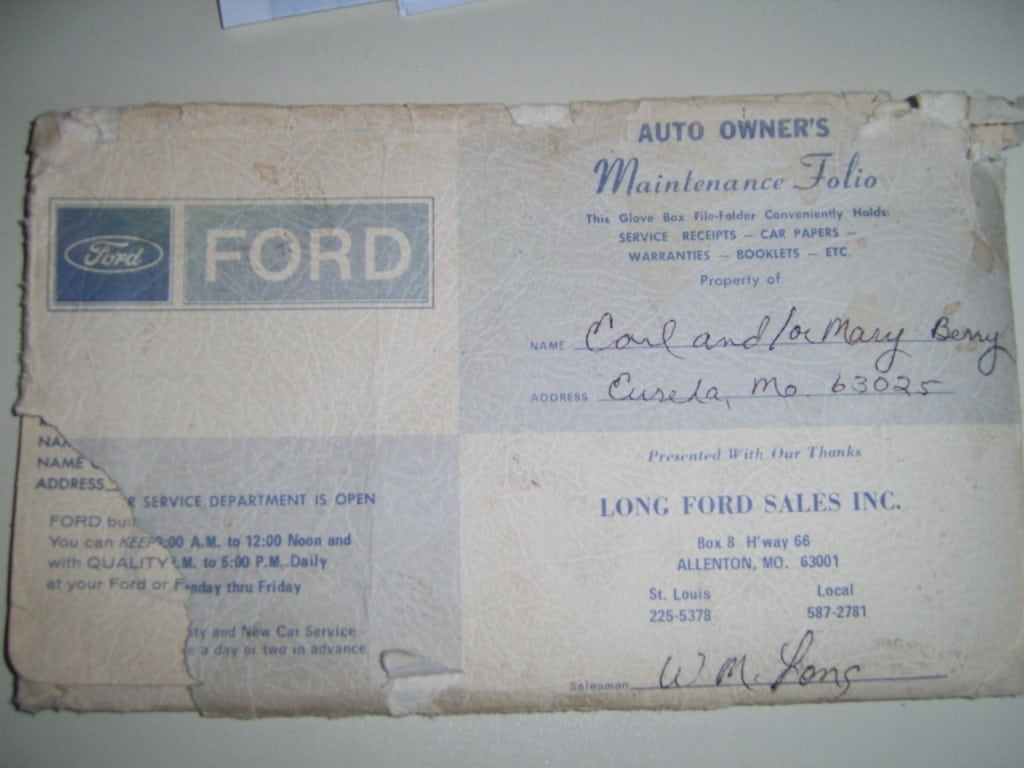 Ford FORD
AUTO OWNER'S
Maintenance Folio
This Glove Box File-Folder Conveniently Holds:
SERVICE RECEIPTS — CAR PAPERS —
WARRANTIES — BOOKLETS — ETC.
Property of
NAME Carl and/or Mary Berry
ADDRESS Eureka, Mo. 63025
Presented With Our Thanks
LONG FORD SALES INC.
Box 8 H'way 66
ALLENTON, MO. 63001
St. Louis Local
225-5378 587-2781
Salesman W M. Long
NAME
ADDRESS
R SERVICE DEPARTMENT IS OPEN
FORD buil
You can KEEP :00 A.M. to 12:00 Noon and
with QUALITY .M. to 5:00 P.M. Daily
at your Ford or F nday thru Friday
ty and New Car Service
e a day or two in advance